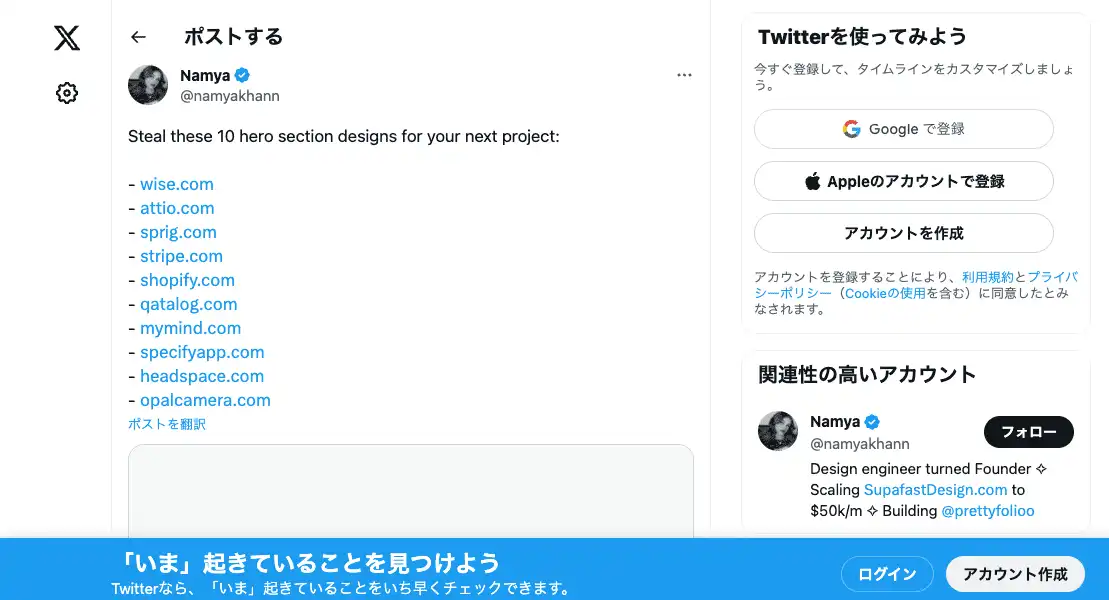 ポストする
Namya
@namyakhann
Steal these 10 hero section designs for your next project:
- wise.com
- attio.com
- sprig.com
- stripe.com
- shopify.com
- qatalog.com
- mymind.com
- specifyapp.com
- headspace.com
- opalcamera.com
ポストを翻訳
Twitterを使ってみよう
今すぐ登録して、タイムラインをカスタマイズしましょ
う。
Google で登録
Appleのアカウントで登録
アカウントを作成
アカウントを登録することにより、利用規約とプライバ
シーポリシー（Cookieの使用を含む）に同意したとみ
なされます。
関連性の高いアカウント
Namya
@namyakhann
フォロー
Design engineer turned Founder ✧
Scaling SupafastDesign.com to
$50k/m ✧ Building @prettyfolioo
「いま」起きていることを見つけよう
Twitterなら、「いま」起きていることをいち早くチェックできます。
ログイン
アカウント作成